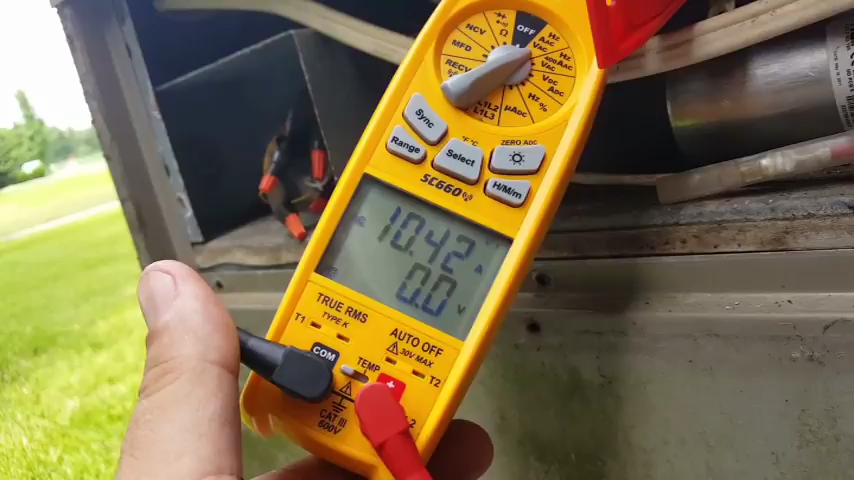 OFF
Hz
AAC
VAC
Hz
400AAC
VAC
VDC
ADC
Hz%
µADC
L1L2
L1L3
RECV
MFD
NCV
Ω
Sync
Range
°F°C
Select
ZERO ADC
H/M/m
SC660
10.42 A
0.0 V
TRUE RMS
TYPE K
T1
COM
TEMP
AUTO OFF
30V MAX
T2
+
CAT III
600V